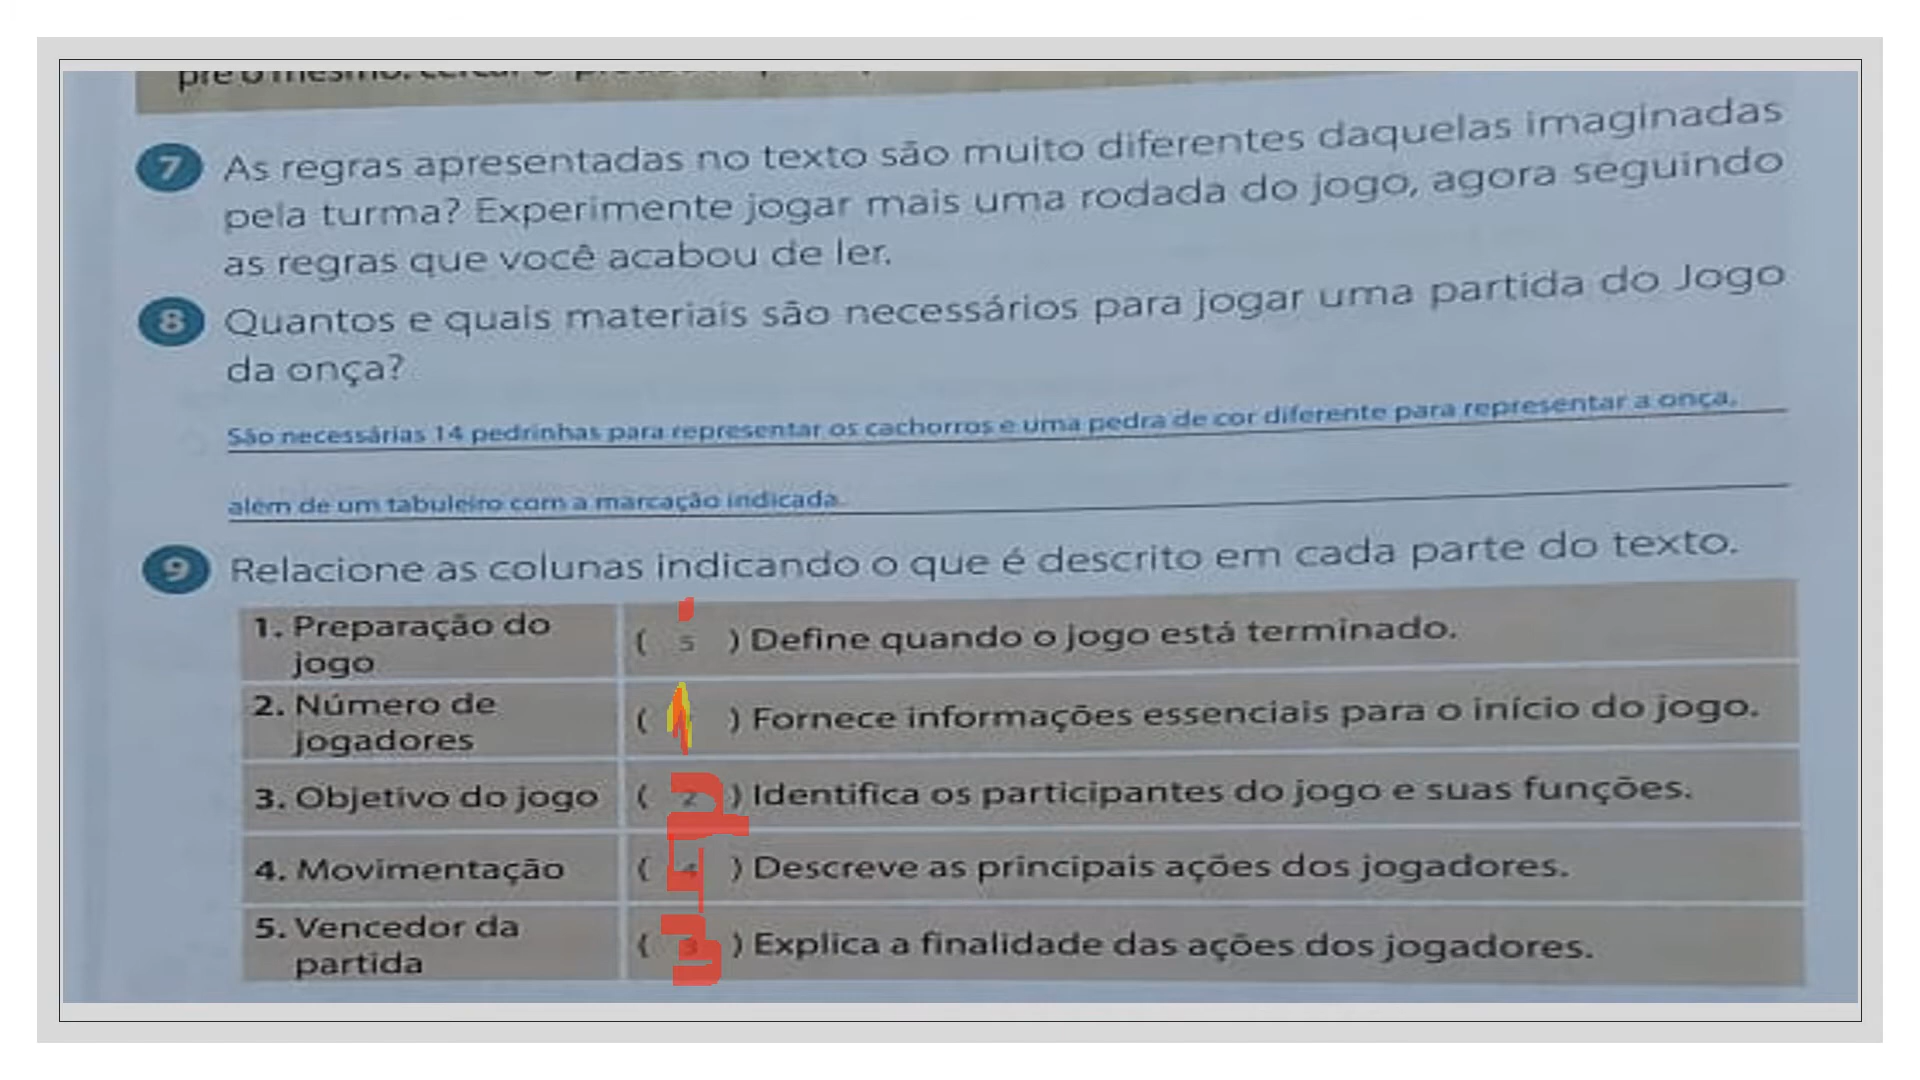 pre o mesmo: cercar o
7 As regras apresentadas no texto são muito diferentes daquelas imaginadas
pela turma? Experimente jogar mais uma rodada do jogo, agora seguindo
as regras que você acabou de ler.
8 Quantos e quais materiais são necessários para jogar uma partida do Jogo
da onça?
São necessárias 14 pedrinhas para representar os cachorros e uma pedra de cor diferente para representar a onça,
além de um tabuleiro com a marcação indicada.
9 Relacione as colunas indicando o que é descrito em cada parte do texto.
1. Preparação do
jogo
( 5 ) Define quando o jogo está terminado.
2. Número de
jogadores
( 1 ) Fornece informações essenciais para o início do jogo.
3. Objetivo do jogo ( 2 ) Identifica os participantes do jogo e suas funções.
4. Movimentação ( 4 ) Descreve as principais ações dos jogadores.
5. Vencedor da
partida
( 3 ) Explica a finalidade das ações dos jogadores.